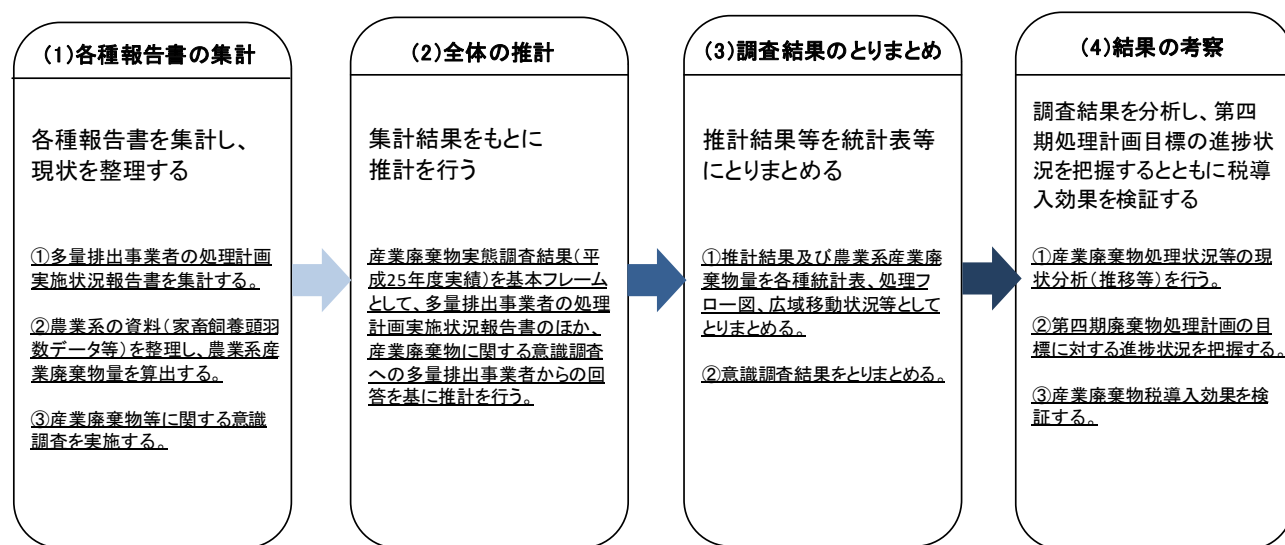 (1)各種報告書の集計
各種報告書を集計し、
現状を整理する
①多量排出事業者の処理計画
実施状況報告書を集計する。
②農業系の資料(家畜飼養頭羽
数データ等)を整理し、農業系産
業廃棄物量を算出する。
③産業廃棄物等に関する意識
調査を実施する。
(2)全体の推計
集計結果をもとに
推計を行う
産業廃棄物実態調査結果(平
成25年度実績)を基本フレーム
として、多量排出事業者の処理
計画実施状況報告書のほか、
産業廃棄物に関する意識調査
への多量排出事業者からの回
答を基に推計を行う。
(3)調査結果のとりまとめ
推計結果等を統計表等
にとりまとめる
①推計結果及び農業系産業廃
棄物量を各種統計表、処理フ
ロー図、広域移動状況等として
とりまとめる。
②意識調査結果をとりまとめる。
(4)結果の考察
調査結果を分析し、第四
期処理計画目標の進捗状
況を把握するとともに税導
入効果を検証する
①産業廃棄物処理状況等の現
状分析(推移等)を行う。
②第四期廃棄物処理計画の目
標に対する進捗状況を把握する。
③産業廃棄物税導入効果を検
証する。